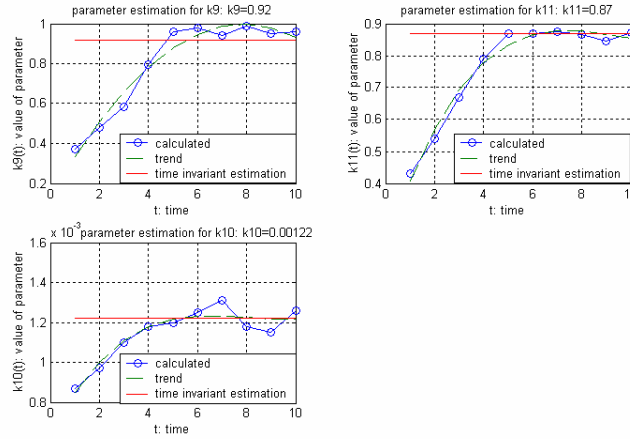 parameter estimation for k9: k9=0.92
1
0.8
0.6
0.4
0.2
k9(t): value of parameter
calculated
trend
time invariant estimation
0 2 4 6 8 10
t: time
parameter estimation for k11: k11=0.87
0.9
0.8
0.7
0.6
0.5
0.4
k11(t): value of parameter
calculated
trend
time invariant estimation
0 2 4 6 8 10
t: time
x 10-3 parameter estimation for k10: k10=0.00122
1.6
1.4
1.2
1
0.8
k10(t): value of parameter
calculated
trend
time invariant estimation
0 2 4 6 8 10
t: time